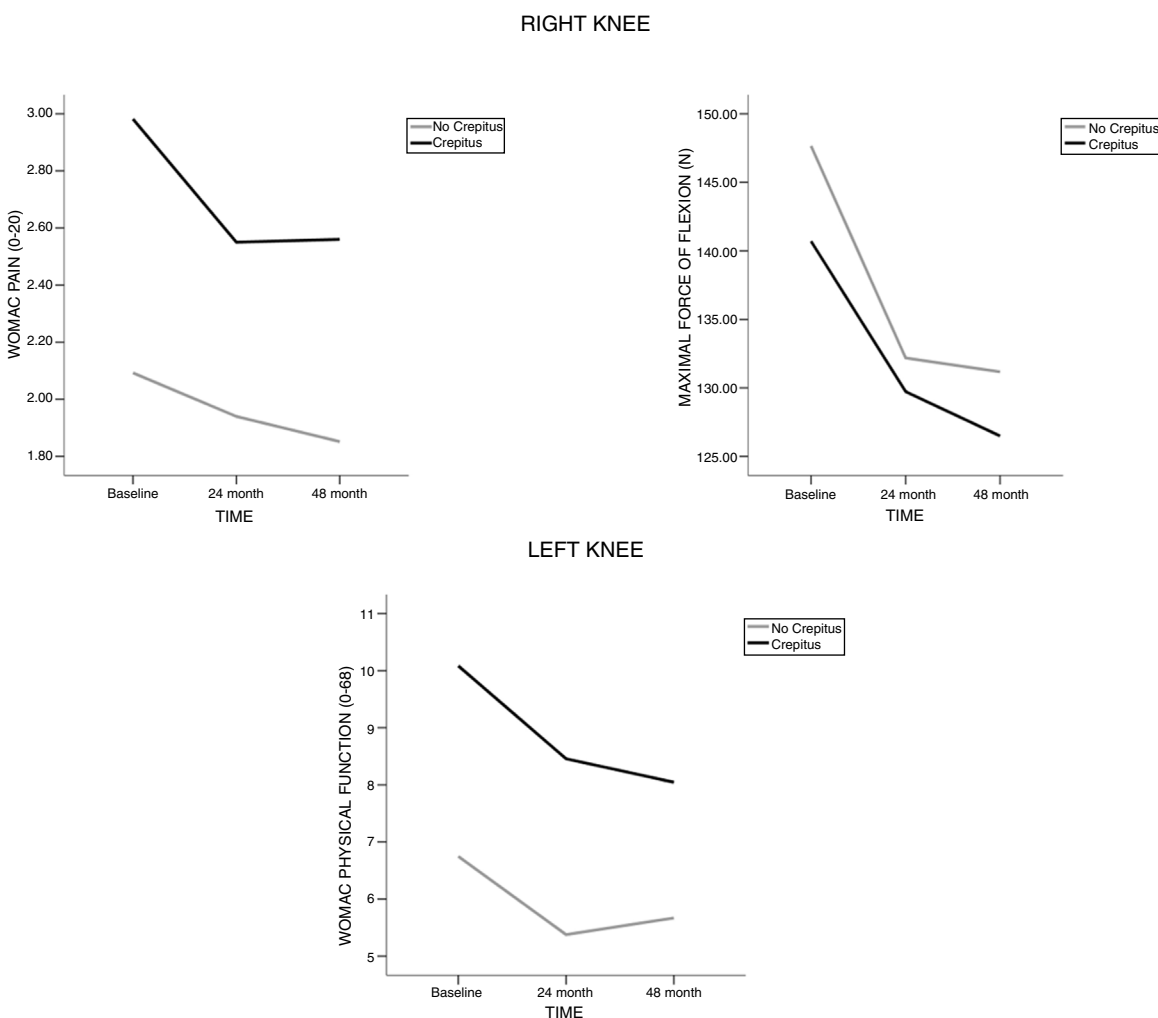 RIGHT KNEE
WOMAC PAIN (0-20)
3.00
2.80
2.60
2.40
2.20
2.00
1.80
Baseline 24 month 48 month
TIME
No Crepitus
Crepitus
MAXIMAL FORCE OF FLEXION (N)
150.00
145.00
140.00
135.00
130.00
125.00
Baseline 24 month 48 month
TIME
No Crepitus
Crepitus
LEFT KNEE
WOMAC PHYSICAL FUNCTION (0-68)
11
10
9
8
7
6
5
Baseline 24 month 48 month
TIME
No Crepitus
Crepitus